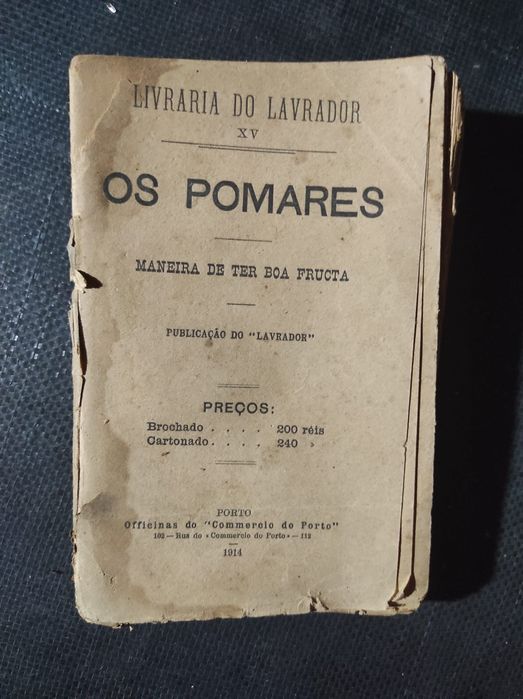 LIVRARIA DO LAVRADOR
XV
OS POMARES
MANEIRA DE TER BOA FRUCTA
PUBLICAÇÃO DO "LAVRADOR"
PREÇOS:
Brochado . . . . 200 réis
Cartonado . . . . 240 »
PORTO
Officinas do "Commercio do Porto"
102 — Rua do «Commercio do Porto» — 112
1914